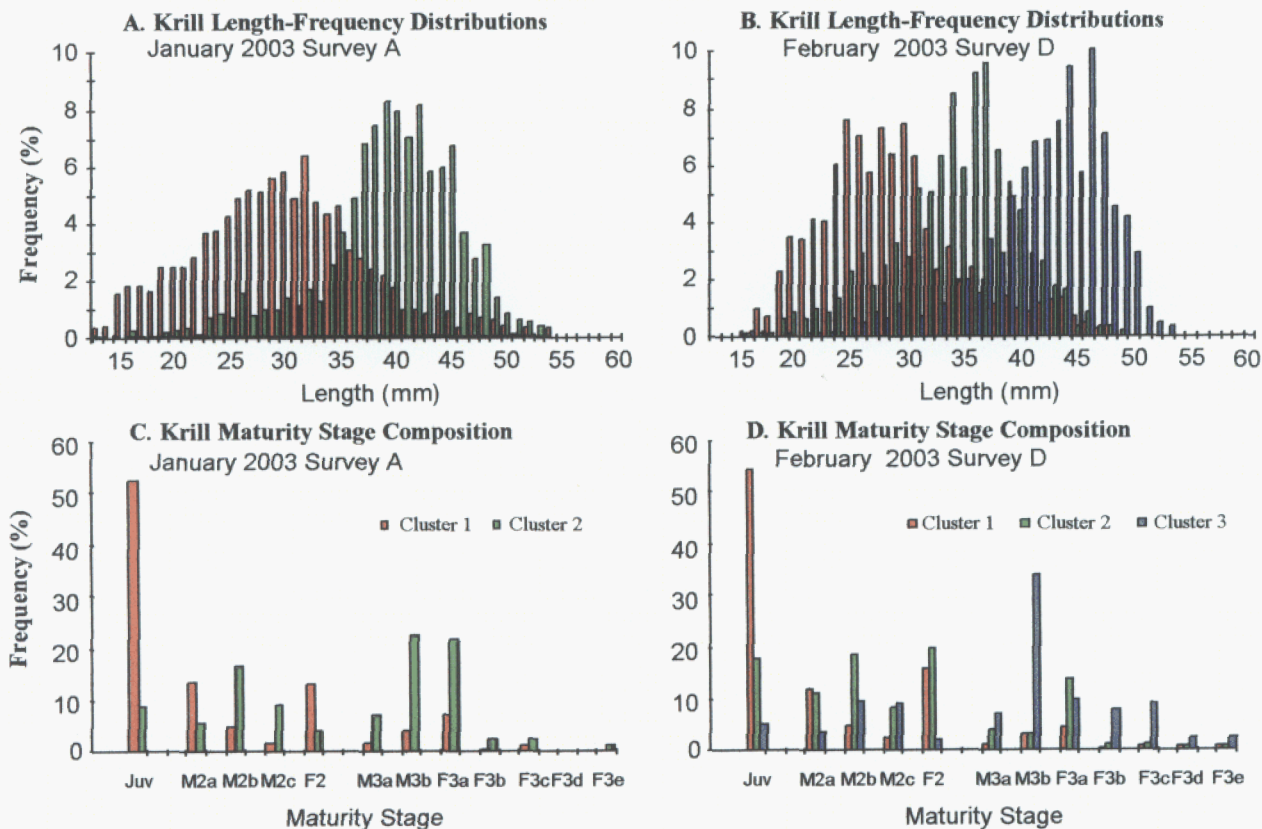 A. Krill Length-Frequency Distributions
January 2003 Survey A
10
8
6
4
2
0
Frequency (%)
15 20 25 30 35 40 45 50 55 60
Length (mm)
B. Krill Length-Frequency Distributions
February 2003 Survey D
10
8
6
4
2
0
15 20 25 30 35 40 45 50 55 60
Length (mm)
C. Krill Maturity Stage Composition
January 2003 Survey A
60
50
40
30
20
10
0
Frequency (%)
Cluster 1 Cluster 2
Juv M2a M2b M2c F2 M3a M3b F3a F3b F3c F3d F3e
Maturity Stage
D. Krill Maturity Stage Composition
February 2003 Survey D
60
50
40
30
20
10
0
Cluster 1 Cluster 2 Cluster 3
Juv M2a M2b M2c F2 M3a M3b F3a F3b F3c F3d F3e
Maturity Stage